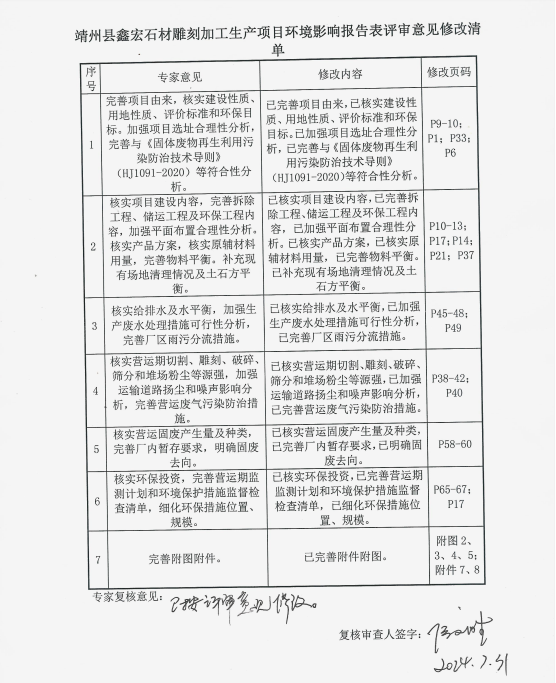 靖州县鑫宏石材雕刻加工生产项目环境影响报告表评审意见修改清
单
序号
专家意见
修改内容
修改页码
1
完善项目由来，核实建设性质、
用地性质、评价标准和环保目
标。加强项目选址合理性分析，
完善与《固体废物再生利用污
染防治技术导则》
（HJ1091-2020）等符合性分
析。
已完善项目由来，已核实建设性
质、用地性质、评价标准和环保
目标。已加强项目选址合理性分
析，已完善与《固体废物再生利
用污染防治技术导则》
（HJ1091-2020）等符合性分析。
P9-10；
P1；P33；
P6
2
核实项目建设内容，完善拆除
工程、储运工程及环保工程内
容，加强平面布置合理性分析。
核实产品方案，核实原辅材料
用量，完善物料平衡。补充现
有场地清理情况及土石方平
衡。
已核实项目建设内容，已完善拆
除工程、储运工程及环保工程内
容，已加强平面布置合理性分
析。已核实产品方案，已核实原
辅材料用量，已完善物料平衡。
已补充现有场地清理情况及土
石方平衡。
P10-13；
P17；P14；
P21；P37
3
核实给排水及水平衡，加强生
产废水处理措施可行性分析，
完善厂区雨污分流措施。
已核实给排水及水平衡，已加强
生产废水处理措施可行性分析，
已完善厂区雨污分流措施。
P45-48；
P49
4
核实营运期切割、雕刻、破碎、
筛分和堆场粉尘等源强，加强
运输道路扬尘和噪声影响分
析，完善营运废气污染防治措
施。
已核实营运期切割、雕刻、破碎、
筛分和堆场粉尘等源强，已加强
运输道路扬尘和噪声影响分析，
已完善营运废气污染防治措施。
P38-42；
P40
5
核实营运固废产生量及种类，
完善厂内暂存要求，明确固废
去向。
已核实营运固废产生量及种类，
已完善厂内暂存要求，已明确固
废去向。
P58-60
6
核实环保投资，完善营运期监
测计划和环境保护措施监督检
查清单，细化环保措施位置、
规模。
已核实环保投资，已完善营运期
监测计划和环境保护措施监督
检查清单，已细化环保措施位
置、规模。
P65-67；
P17
7
完善附图附件。
已完善附件附图。
附图 2、
3、4、5；
附件 7、8
专家复核意见：已按评审意见修改。
复核审查人签字：
2024.7.31